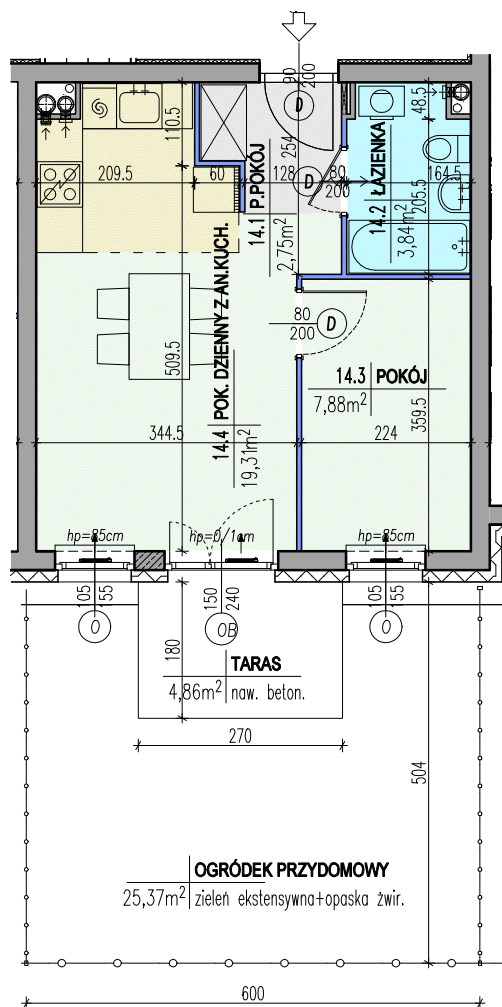 90
200
D
110.5
48.5
254
209.5
60
128
D
80
200
164.5
205.5
14.1 P.POKÓJ
2,75m²
14.2 ŁAZIENKA
3,84m²
80
200
D
509.5
14.4 POK. DZIENNY Z AN.KUCH.
19,31m²
14.3 POKÓJ
7,88m²
359.5
344.5
224
hp=85cm
hp=0/1cm
hp=85cm
105
155
O
150
240
OB
105
155
O
180
TARAS
4,86m² naw. beton.
270
504
OGRÓDEK PRZYDOMOWY
25,37m² zieleń ekstensywna+opaska żwir.
600